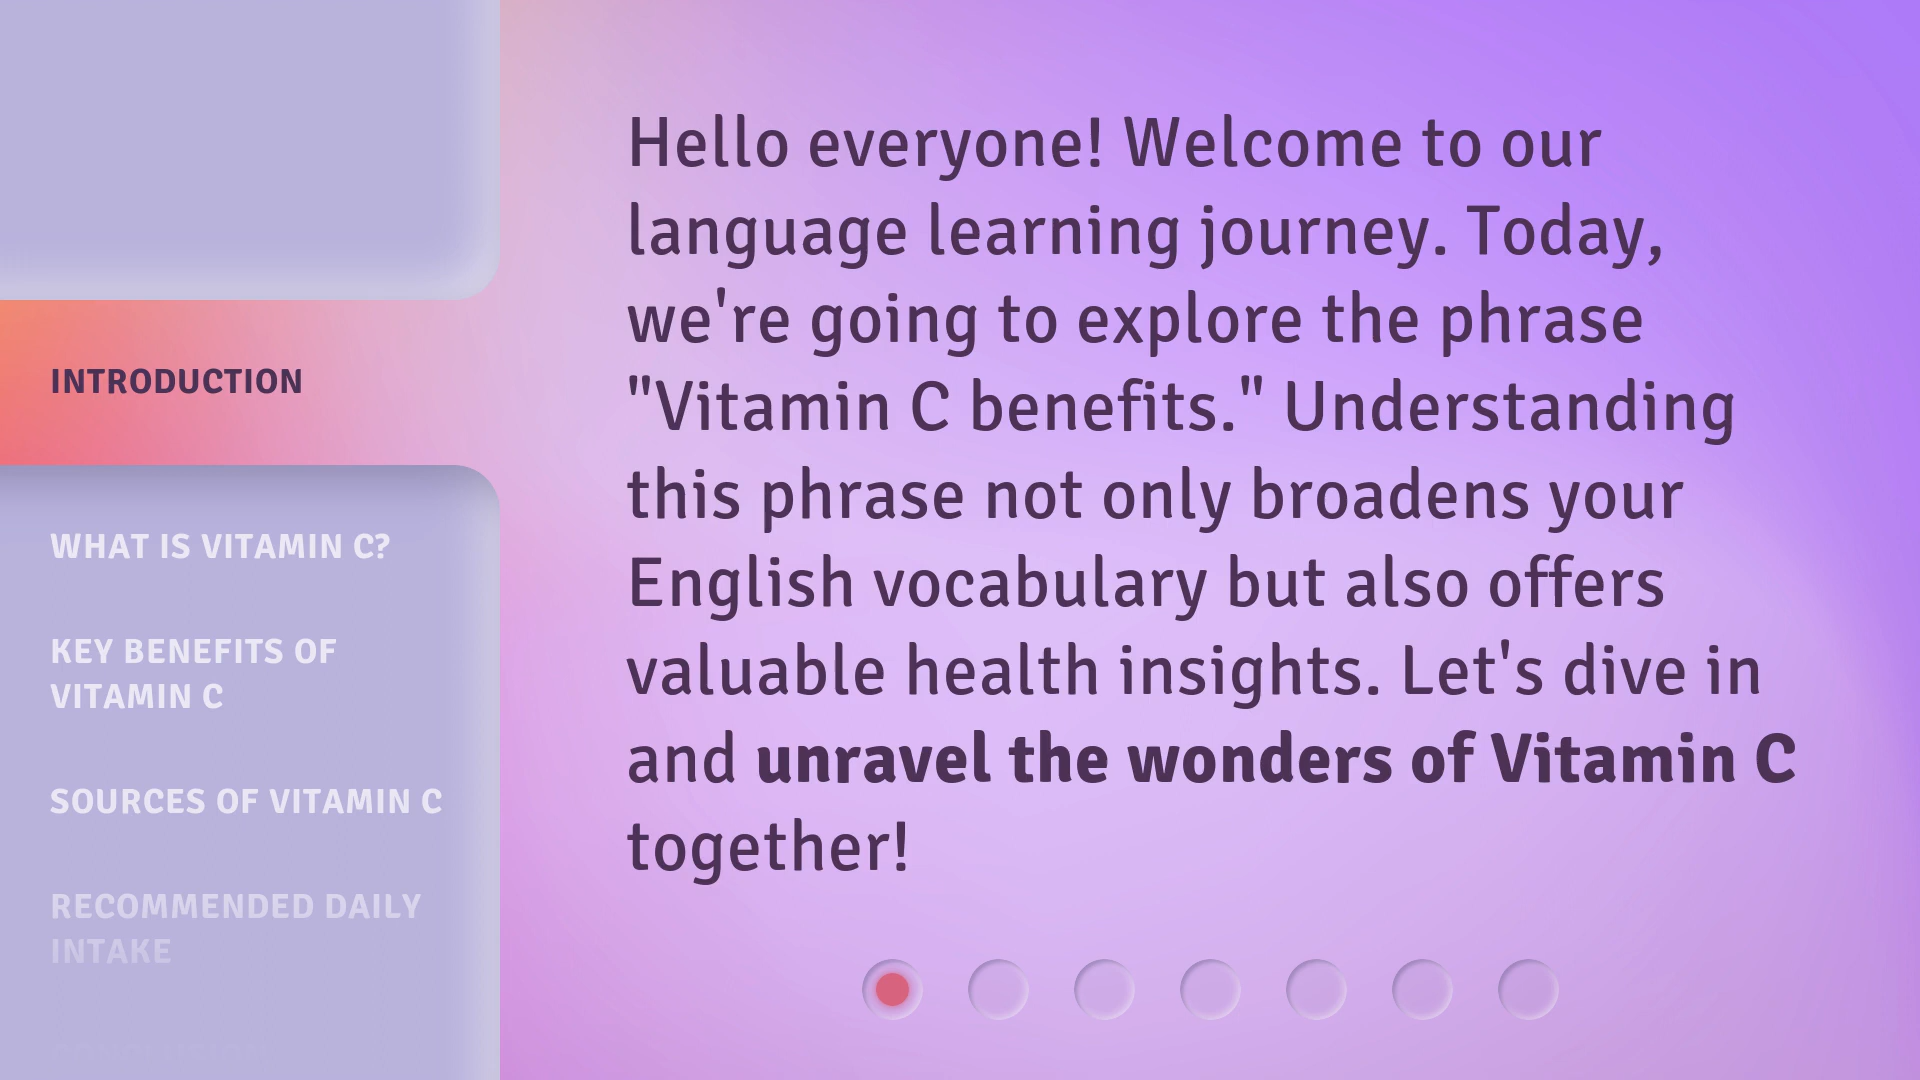 INTRODUCTION
WHAT IS VITAMIN C?
KEY BENEFITS OF
VITAMIN C
SOURCES OF VITAMIN C
RECOMMENDED DAILY
INTAKE
Hello everyone! Welcome to our
language learning journey. Today,
we're going to explore the phrase
"Vitamin C benefits." Understanding
this phrase not only broadens your
English vocabulary but also offers
valuable health insights. Let's dive in
and unravel the wonders of Vitamin C
together!